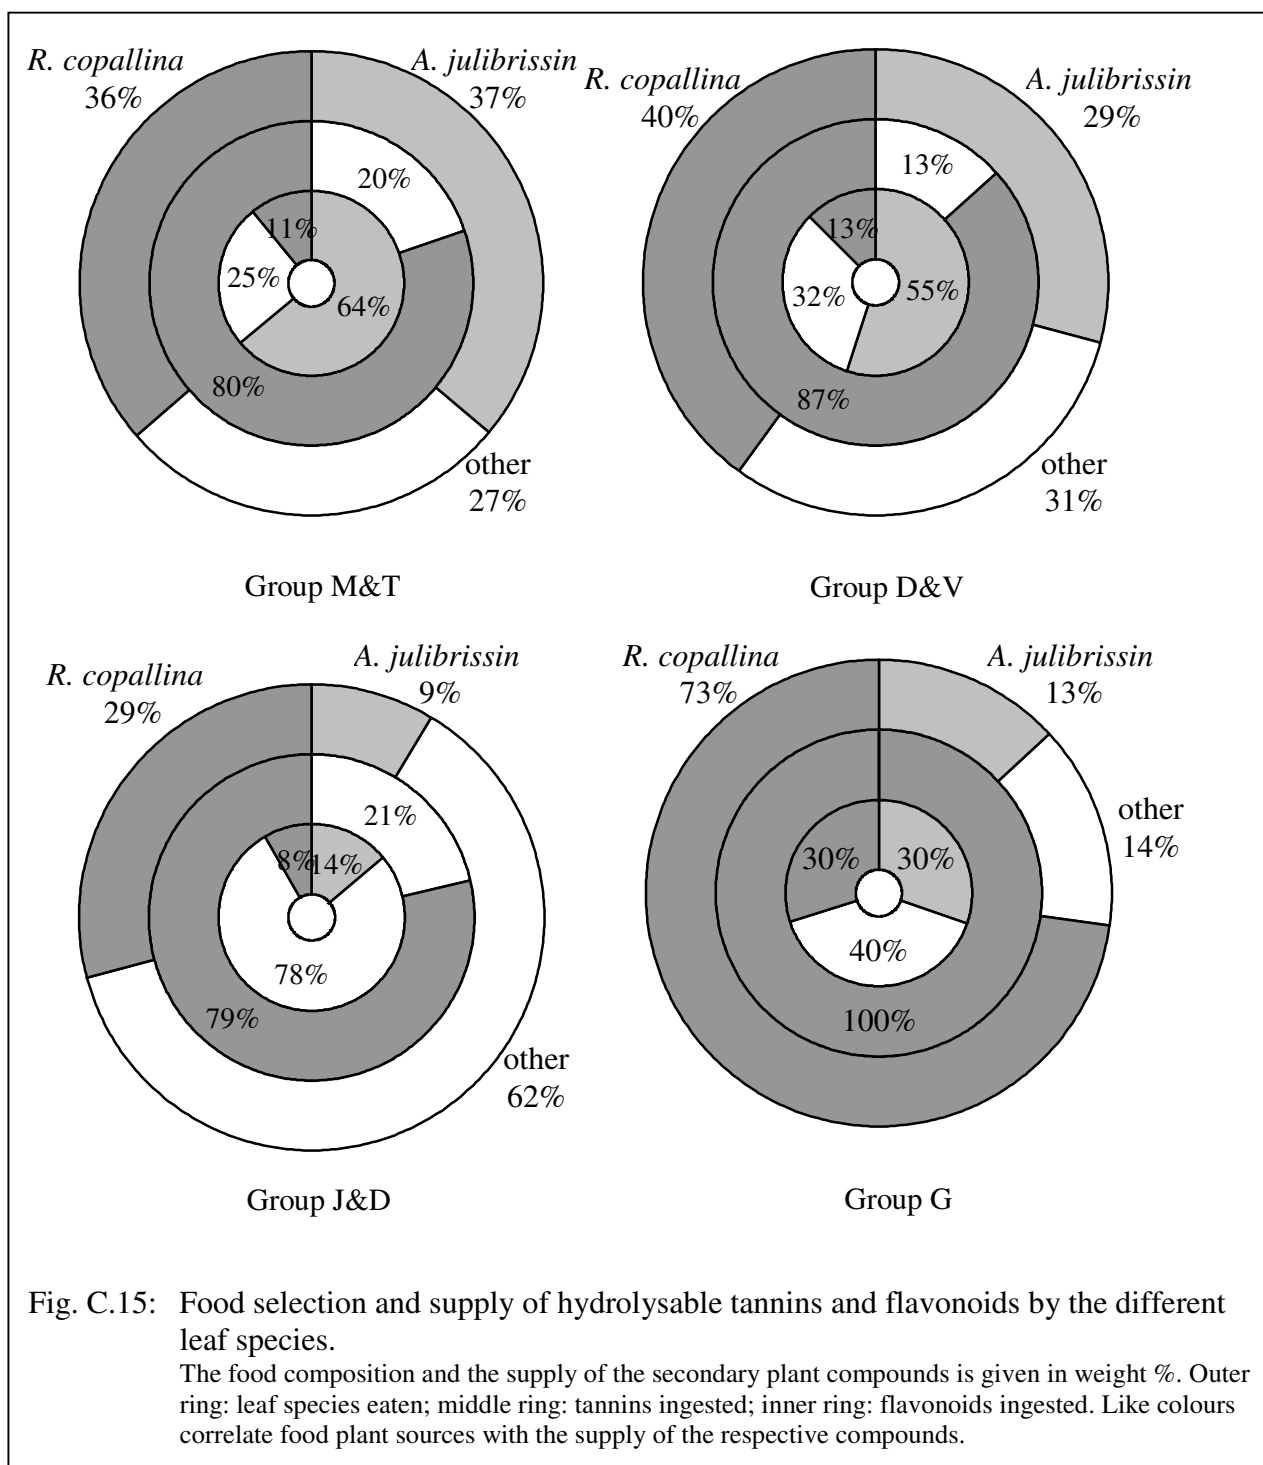 R. copallina
36%
A. julibrissin
37%
20%
11%
25%
64%
80%
other
27%
Group M&T
R. copallina
40%
A. julibrissin
29%
13%
13%
32%
55%
87%
other
31%
Group D&V
R. copallina
29%
A. julibrissin
9%
21%
8%
14%
78%
79%
other
62%
Group J&D
R. copallina
73%
A. julibrissin
13%
other
14%
30%
30%
40%
100%
Group G
Fig. C.15: Food selection and supply of hydrolysable tannins and flavonoids by the different
leaf species.
The food composition and the supply of the secondary plant compounds is given in weight %. Outer
ring: leaf species eaten; middle ring: tannins ingested; inner ring: flavonoids ingested. Like colours
correlate food plant sources with the supply of the respective compounds.